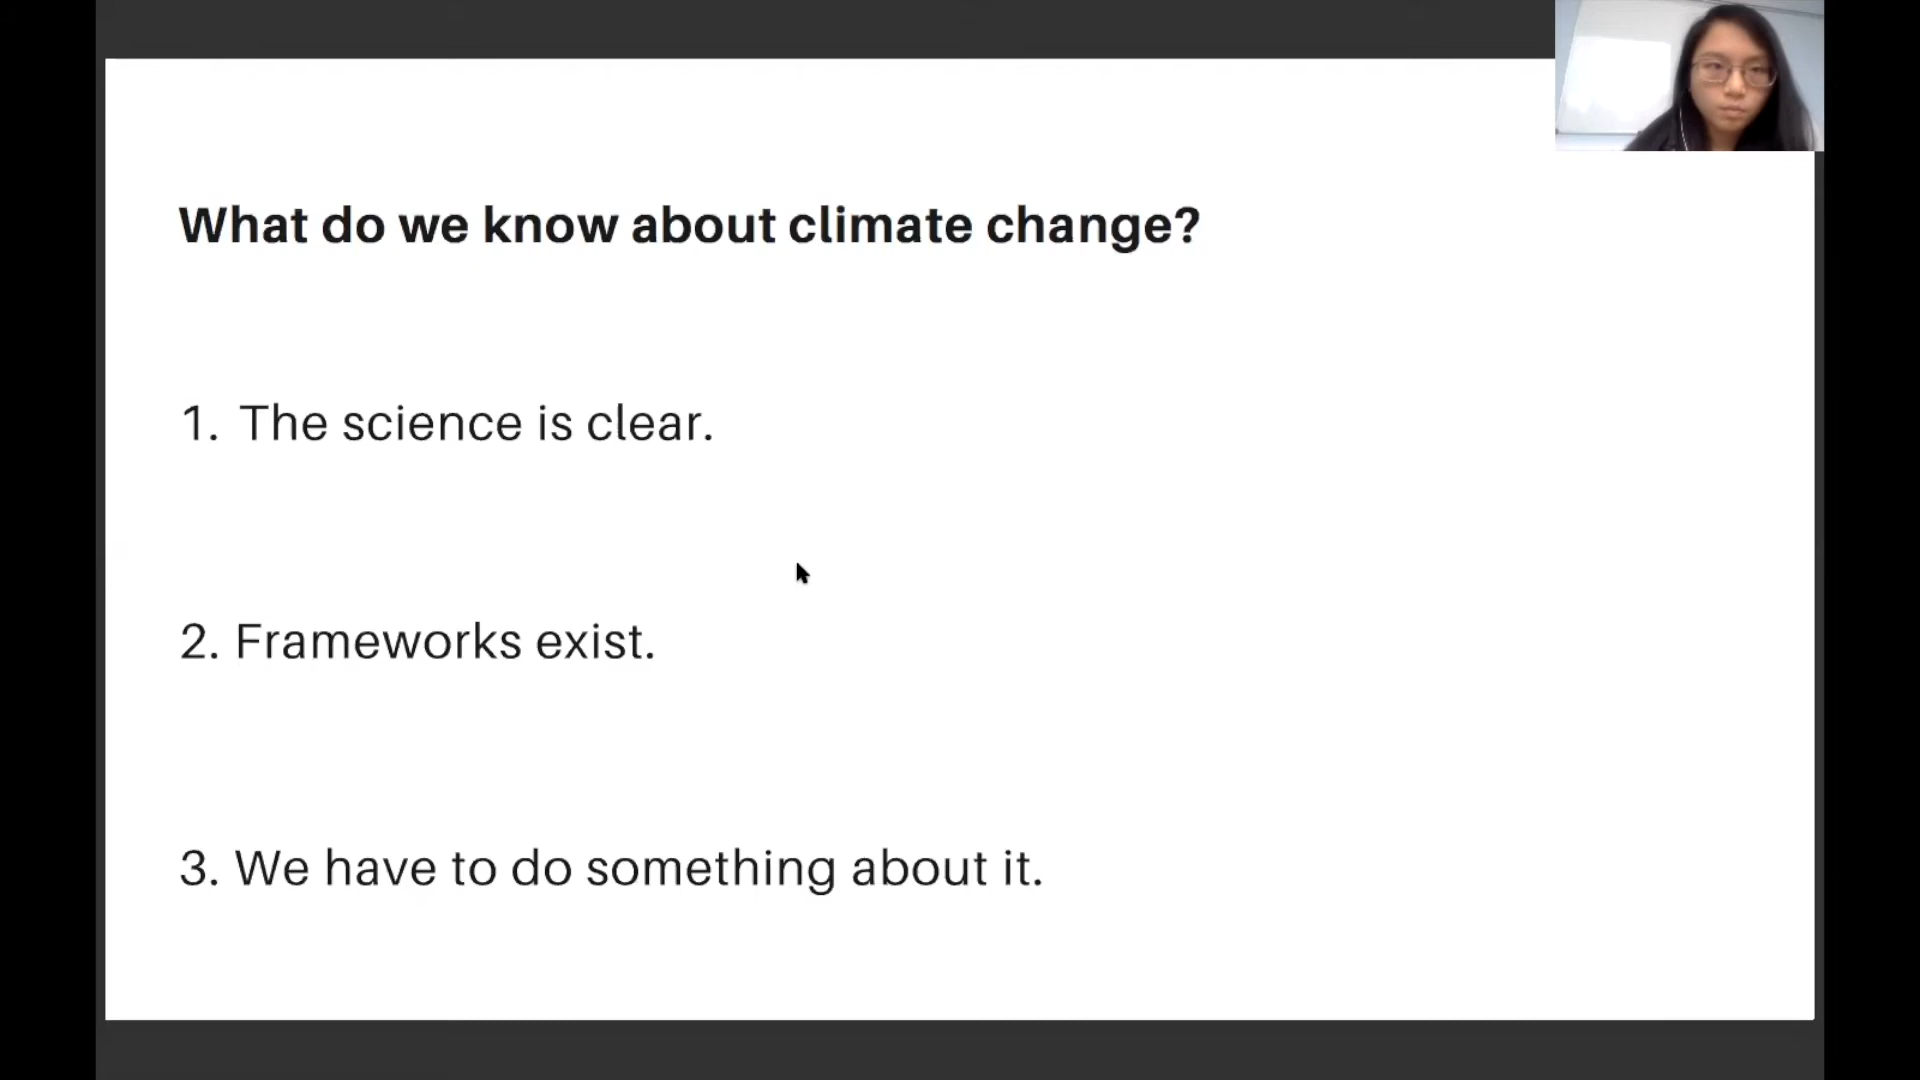 What do we know about climate change?
1. The science is clear.
2. Frameworks exist.
3. We have to do something about it.